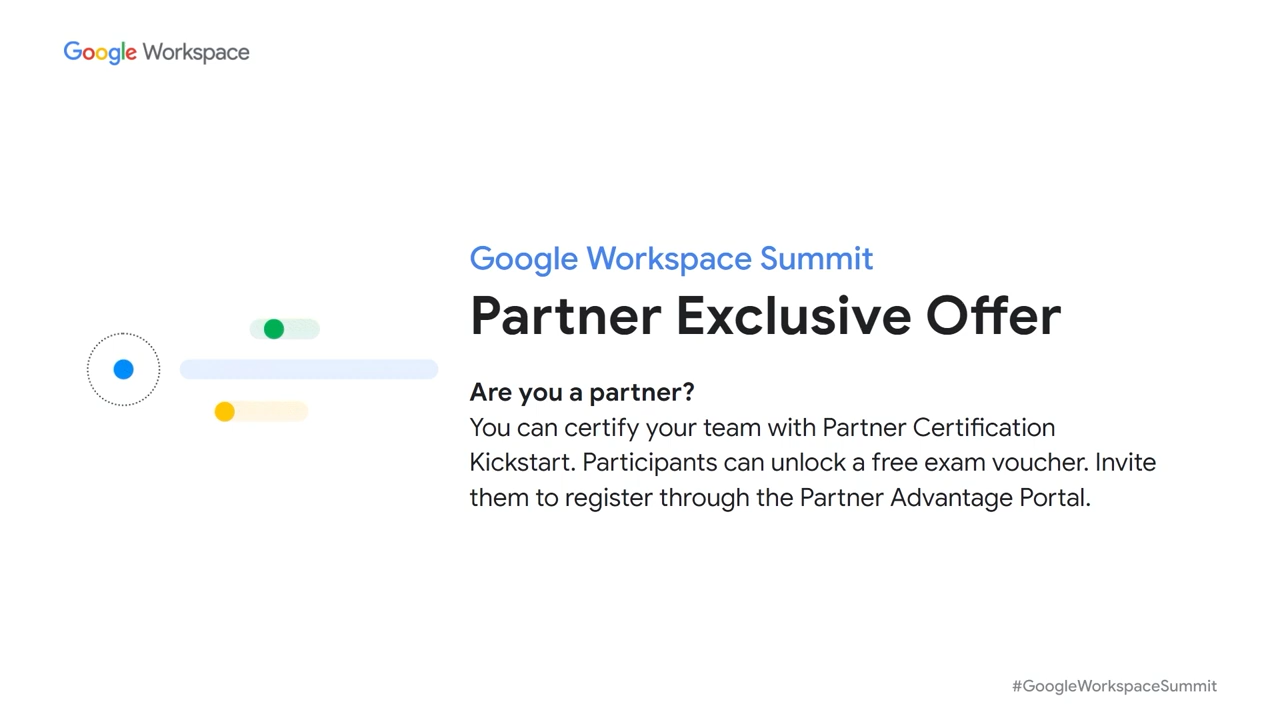 Google Workspace
Google Workspace Summit
Partner Exclusive Offer
Are you a partner?
You can certify your team with Partner Certification
Kickstart. Participants can unlock a free exam voucher. Invite
them to register through the Partner Advantage Portal.
#GoogleWorkspaceSummit